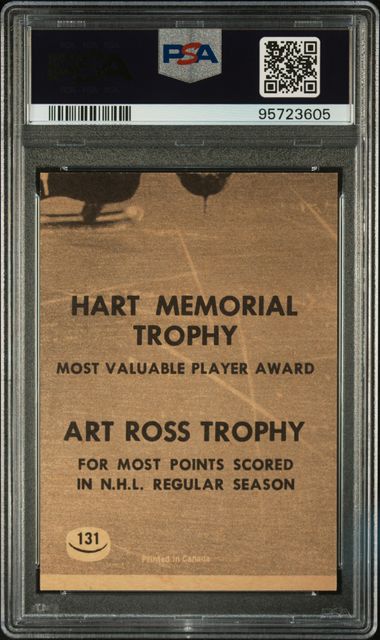 PSA
95723605
HART MEMORIAL
TROPHY
MOST VALUABLE PLAYER AWARD
ART ROSS TROPHY
FOR MOST POINTS SCORED
IN N.H.L. REGULAR SEASON
131
Printed in Canada
PSA